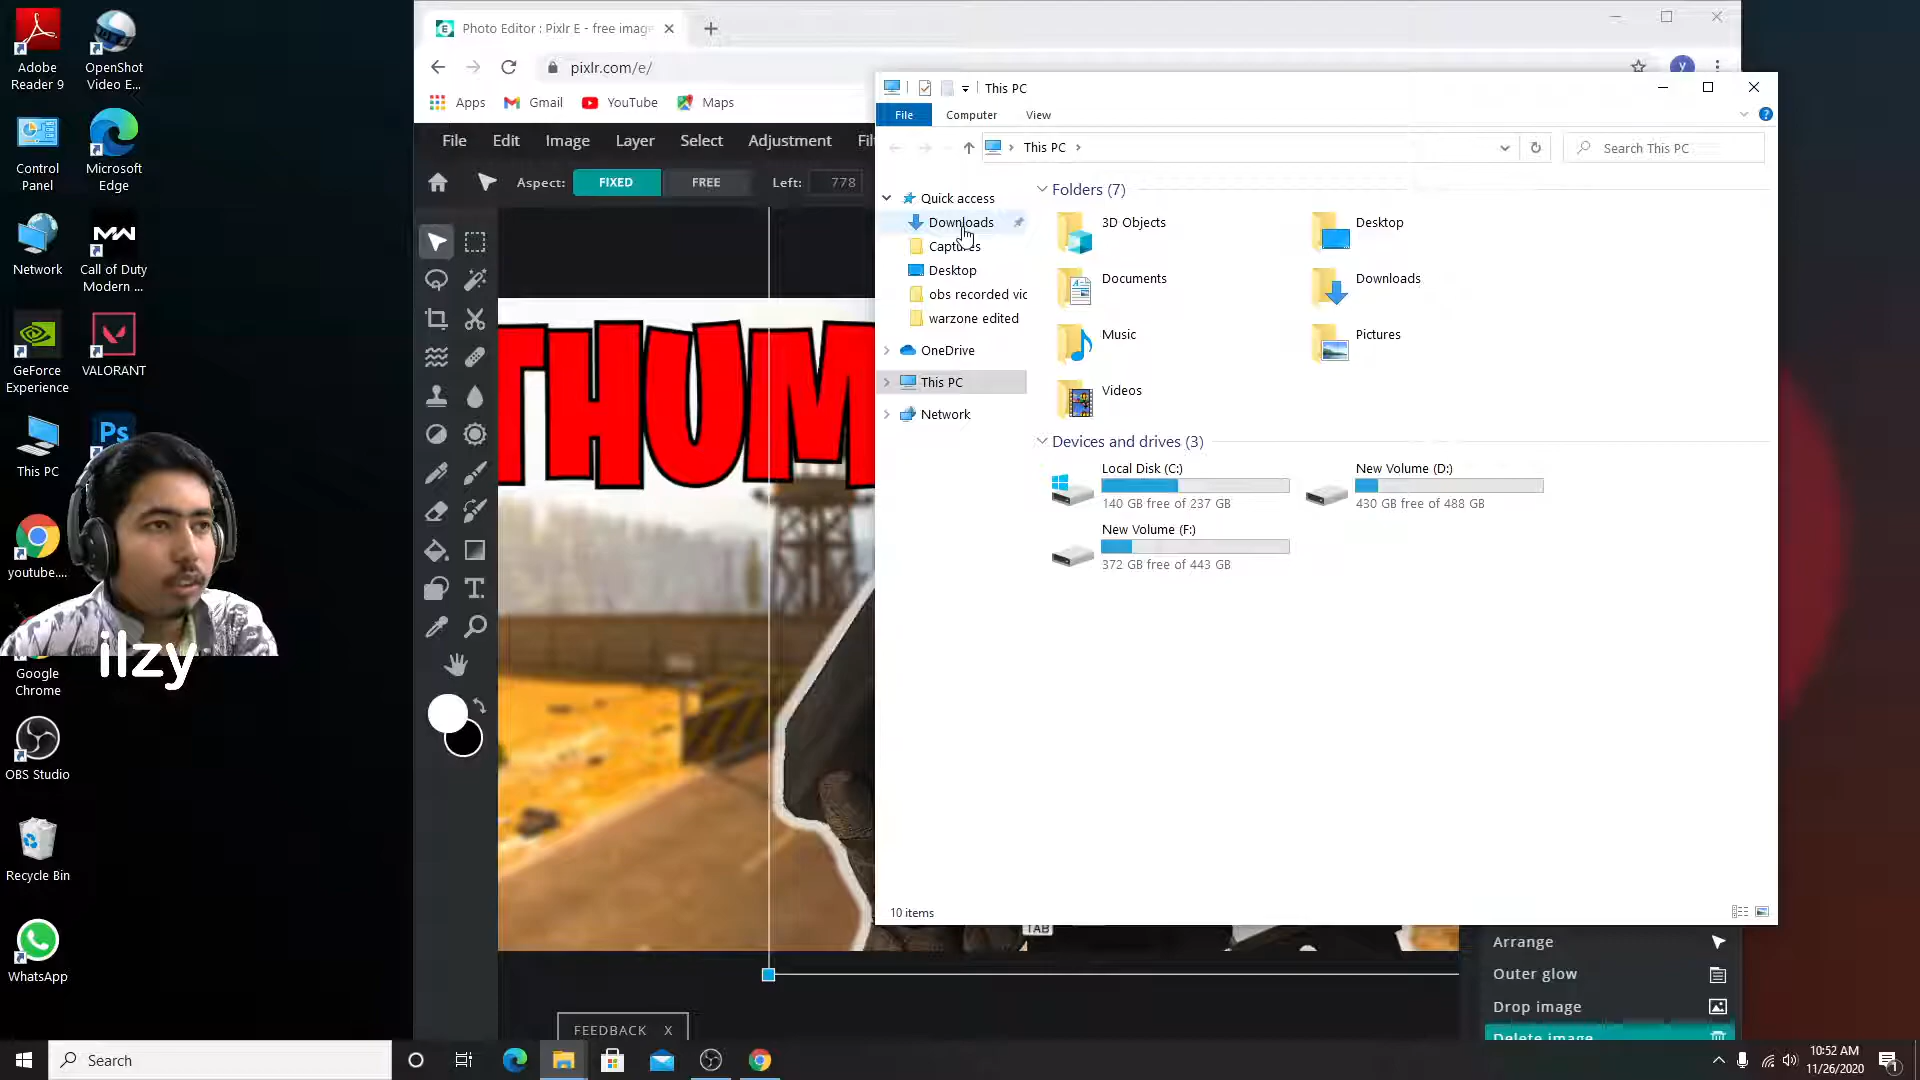 Adobe
Reader 9
OpenShot
Video E...
Control
Panel
Microsoft
Edge
Network
Call of Duty
Modern ...
GeForce
Experience
VALORANT
This PC
Ps
youtube....
ilzy
Google
Chrome
OBS Studio
Recycle Bin
WhatsApp
Photo Editor : Pixlr E - free imag
pixlr.com/e/
y
Apps
Gmail
YouTube
Maps
File
Edit
Image
Layer
Select
Adjustment
Aspect:
FIXED
FREE
Left:
778
THUM
T
This PC
File
Computer
View
This PC
Search This PC
Quick access
Downloads
Captures
Desktop
obs recorded vic
warzone edited
OneDrive
This PC
Network
Folders (7)
3D Objects
Desktop
Documents
Downloads
Music
Pictures
Videos
Devices and drives (3)
Local Disk (C:)
140 GB free of 237 GB
New Volume (D:)
430 GB free of 488 GB
New Volume (F:)
372 GB free of 443 GB
10 items
TAB
Arrange
Outer glow
Drop image
Delete image
FEEDBACK X
Search
10:52 AM
11/26/2020
1